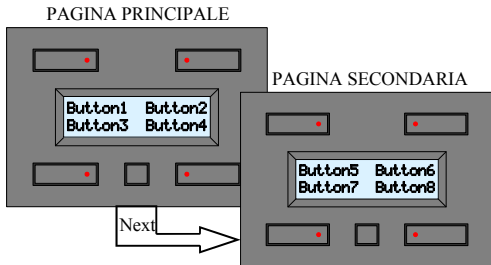 PAGINA PRINCIPALE
Button1 Button2
Button3 Button4
PAGINA SECONDARIA
Button5 Button6
Button7 Button8
Next